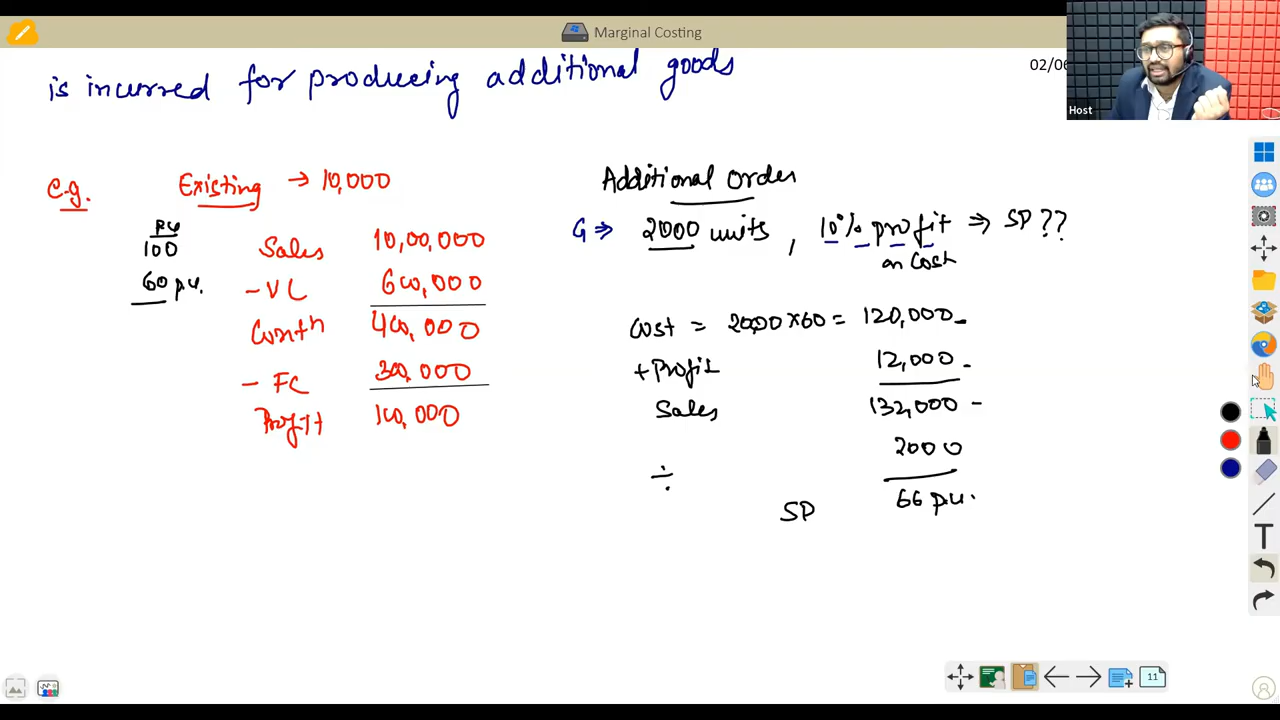 Marginal Costing
is incurred for producing additional goods
02/06
Host
e.g.
Existing → 10,000
P.U
100
60 p.u.
Sales 10,00,000
- VC 600,000
Contn 400,000
- FC 300,000
Profit 100,000
Additional order
G ⇒ 2000 units, 10% profit ⇒ SP??
on cost
Cost = 2000 x 60 = 120,000
+ Profit 12,000
Sales 132,000
÷ 2000
SP 66 p.u.
T
11